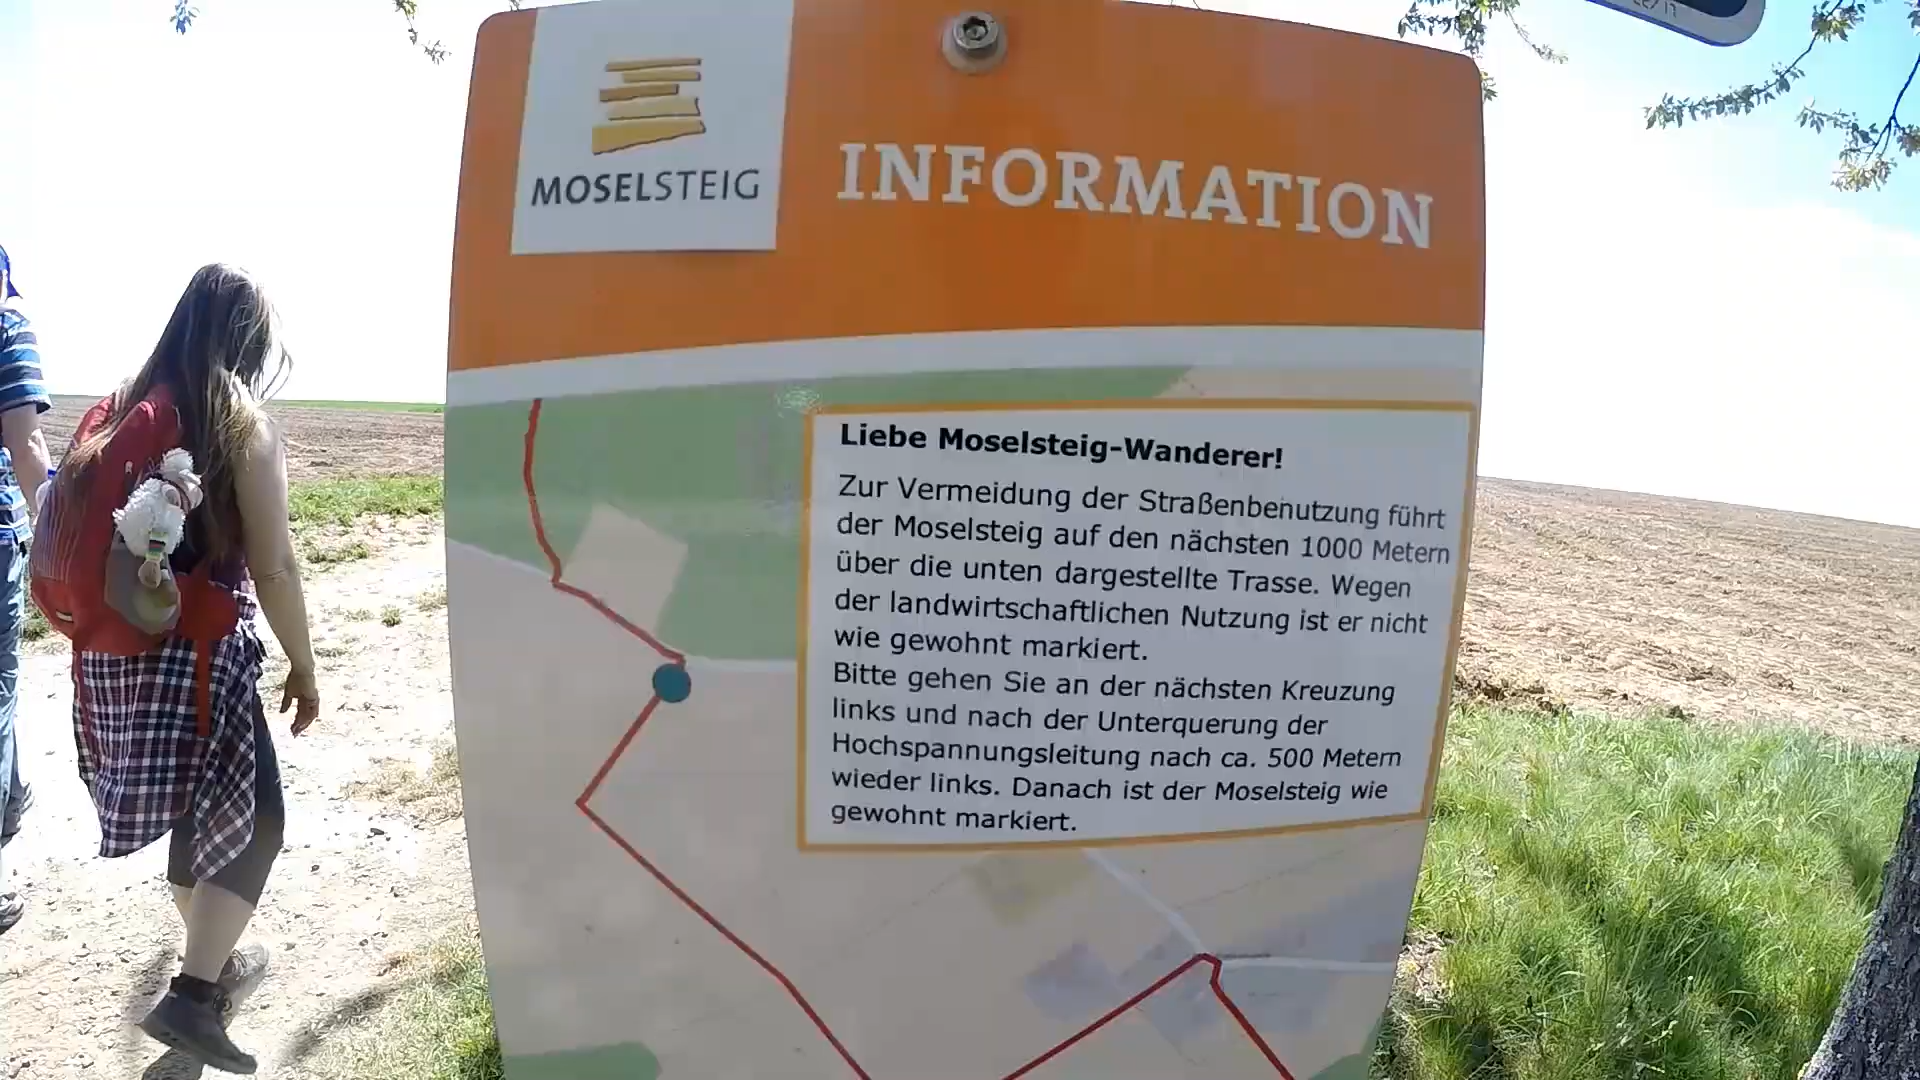 MOSELSTEIG
INFORMATION
Liebe Moselsteig-Wanderer!
Zur Vermeidung der Straßenbenutzung führt
der Moselsteig auf den nächsten 1000 Metern
über die unten dargestellte Trasse. Wegen
der landwirtschaftlichen Nutzung ist er nicht
wie gewohnt markiert.
Bitte gehen Sie an der nächsten Kreuzung
links und nach der Unterquerung der
Hochspannungsleitung nach ca. 500 Metern
wieder links. Danach ist der Moselsteig wie
gewohnt markiert.